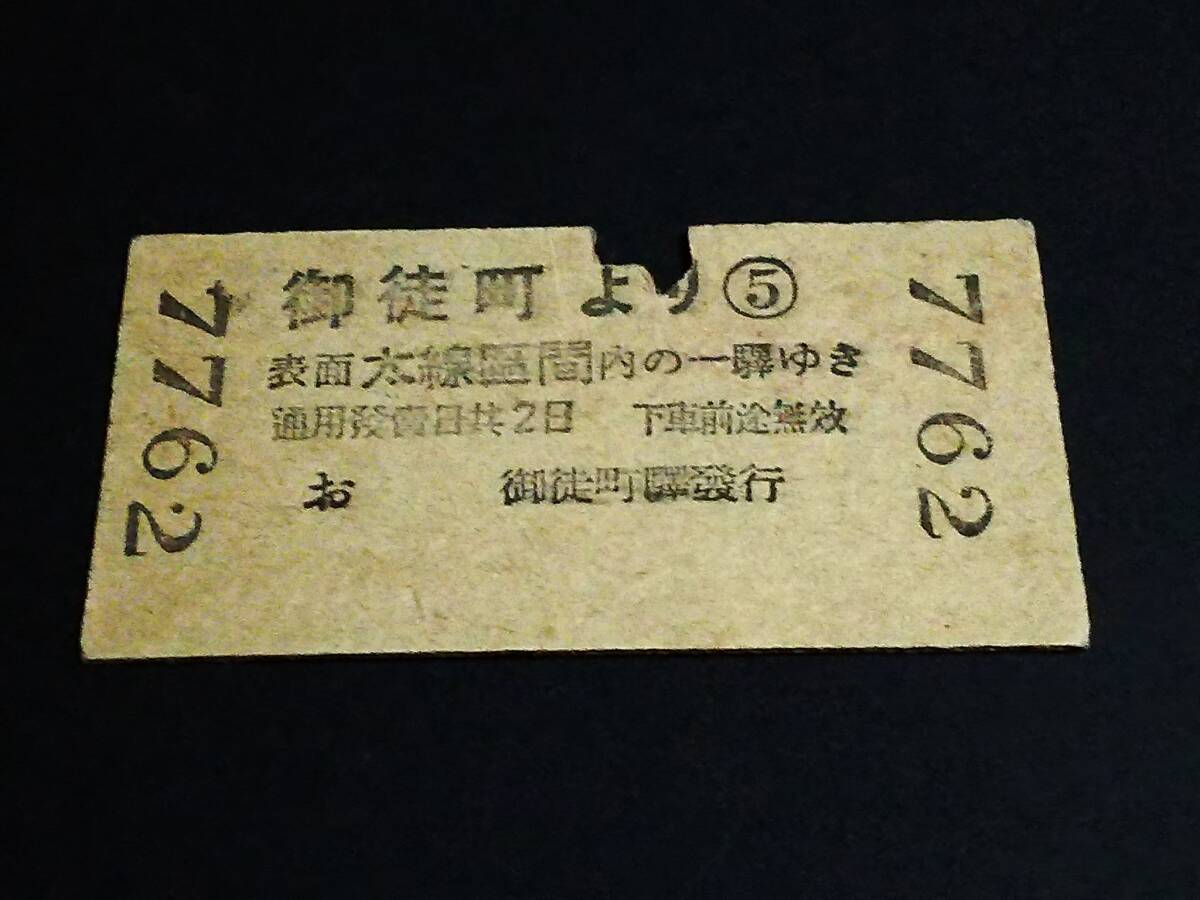 御徒町より⑤
表面太線區間内の一驛ゆき
通用發賣日共2日 下車前途無效
お 御徒町驛發行
7762
7762